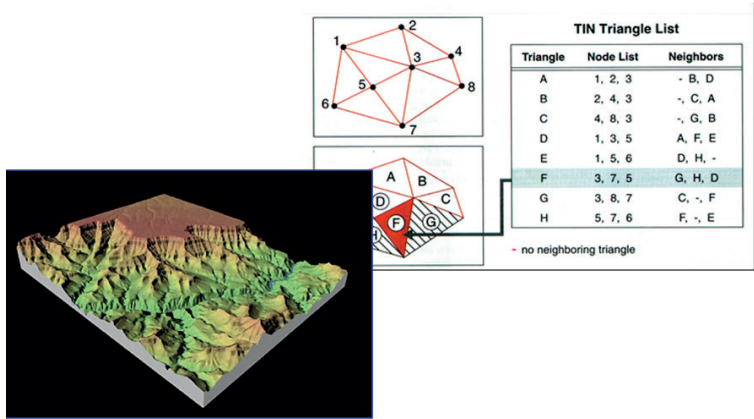 2
1
4
3
5
8
6
7
A
B
C
D
F
G
H
TIN Triangle List
Triangle Node List Neighbors
A 1, 2, 3 - B, D
B 2, 4, 3 -, C, A
C 4, 8, 3 -, G, B
D 1, 3, 5 A, F, E
E 1, 5, 6 D, H, -
F 3, 7, 5 G, H, D
G 3, 8, 7 C, -, F
H 5, 7, 6 F, -, E
- no neighboring triangle